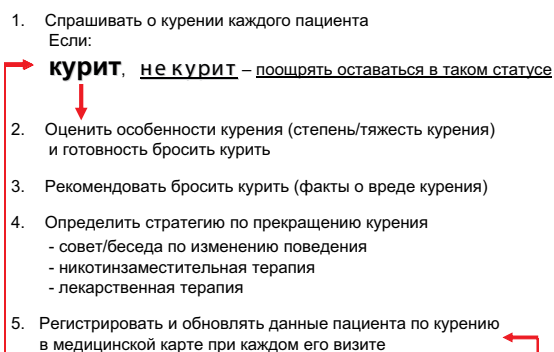 1. Спрашивать о курении каждого пациента
Если:
курит, не курит – поощрять оставаться в таком статусе
2. Оценить особенности курения (степень/тяжесть курения)
и готовность бросить курить
3. Рекомендовать бросить курить (факты о вреде курения)
4. Определить стратегию по прекращению курения
- совет/беседа по изменению поведения
- никотинзаместительная терапия
- лекарственная терапия
5. Регистрировать и обновлять данные пациента по курению
в медицинской карте при каждом его визите